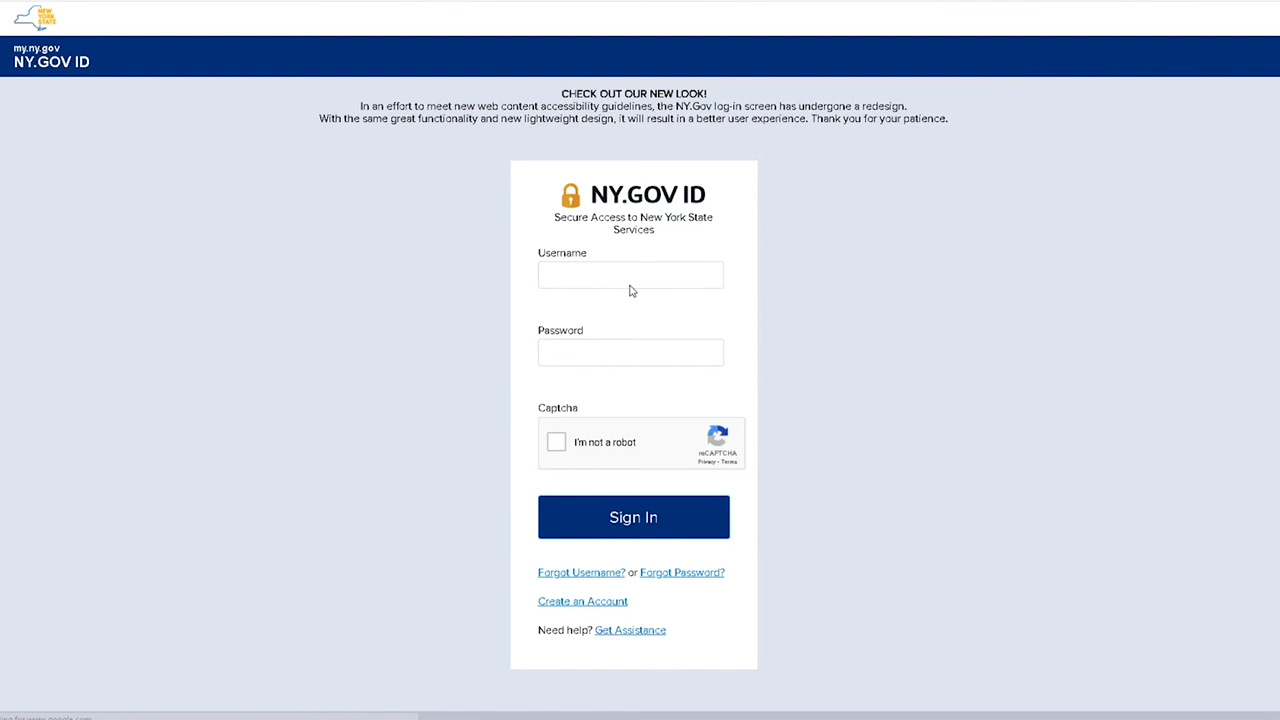 NEW
YORK
STATE
my.ny.gov
NY.GOV ID
CHECK OUT OUR NEW LOOK!
In an effort to meet new web content accessibility guidelines, the NY.Gov log-in screen has undergone a redesign.
With the same great functionality and new lightweight design, it will result in a better user experience. Thank you for your patience.
NY.GOV ID
Secure Access to New York State
Services
Username
Password
Captcha
I'm not a robot
reCAPTCHA
Privacy - Terms
Sign In
Forgot Username? or Forgot Password?
Create an Account
Need help? Get Assistance